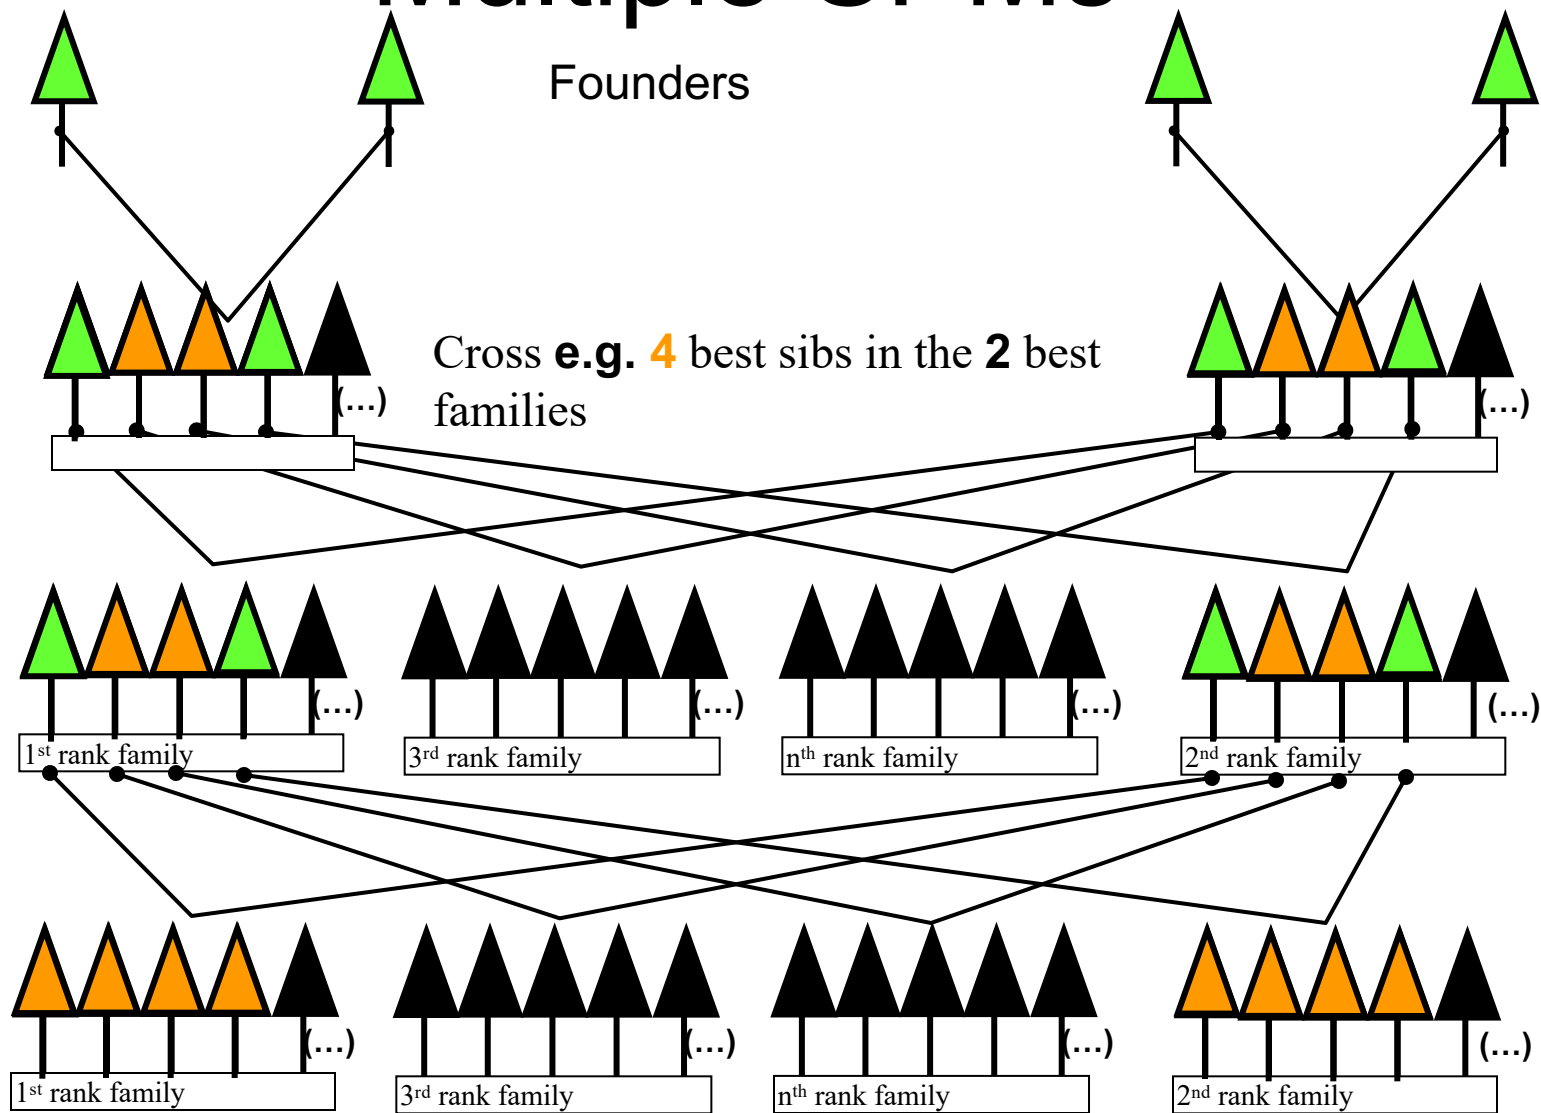 Founders
Cross e.g. 4 best sibs in the 2 best
families
(...)
(...)
(...)
(...)
(...)
(...)
1st rank family
3rd rank family
nth rank family
2nd rank family
(...)
(...)
(...)
(...)
1st rank family
3rd rank family
nth rank family
2nd rank family